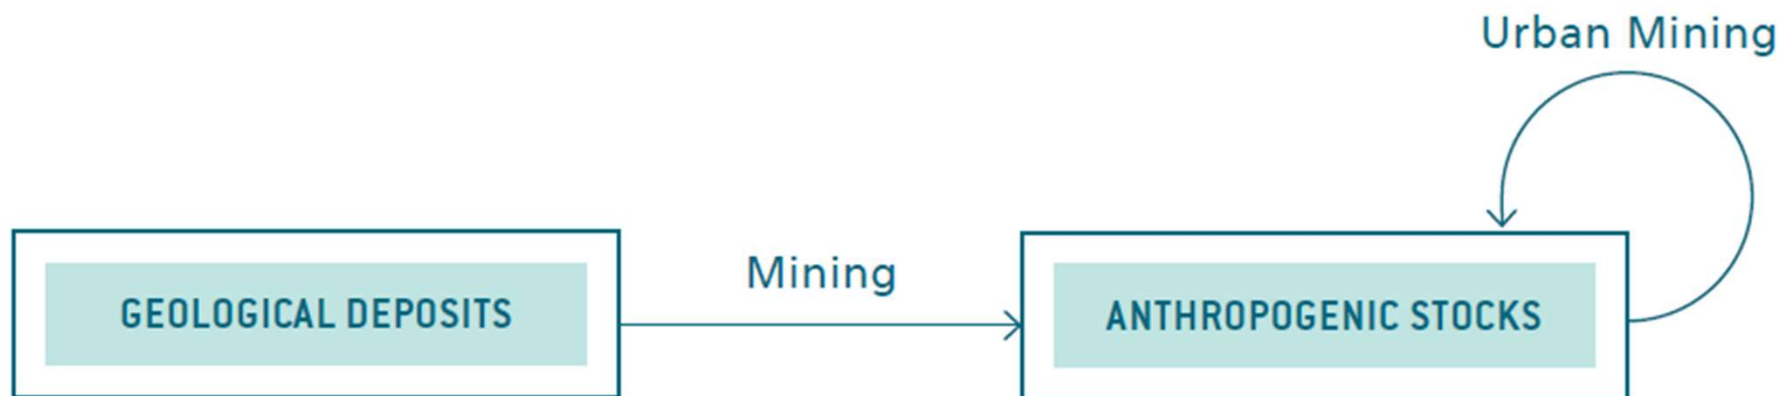 Urban Mining
Mining
GEOLOGICAL DEPOSITS
ANTHROPOGENIC STOCKS